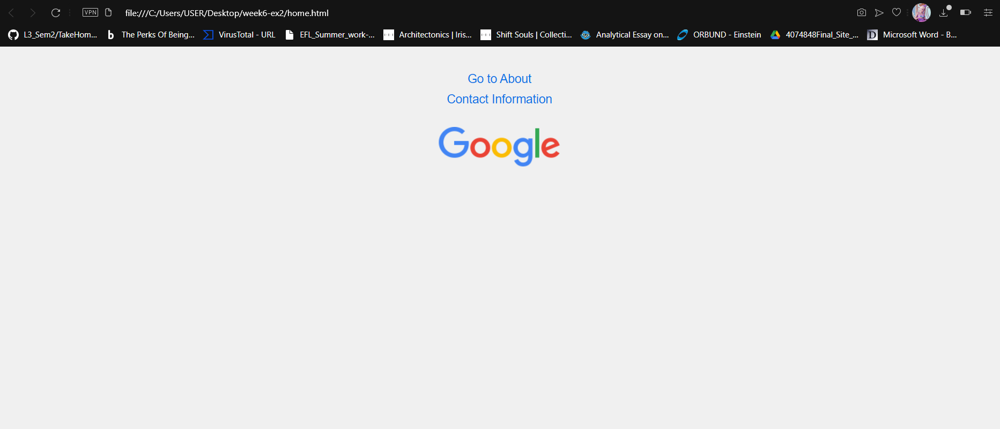 VPN file:///C:/Users/USER/Desktop/week6-ex2/home.html
L3_Sem2/TakeHom... The Perks Of Being... VirusTotal - URL EFL_Summer_work-... Architectonics | Iris... Shift Souls | Collecti... Analytical Essay on... ORBUND - Einstein 4074848Final_Site_... Microsoft Word - B...
Go to About
Contact Information
Google